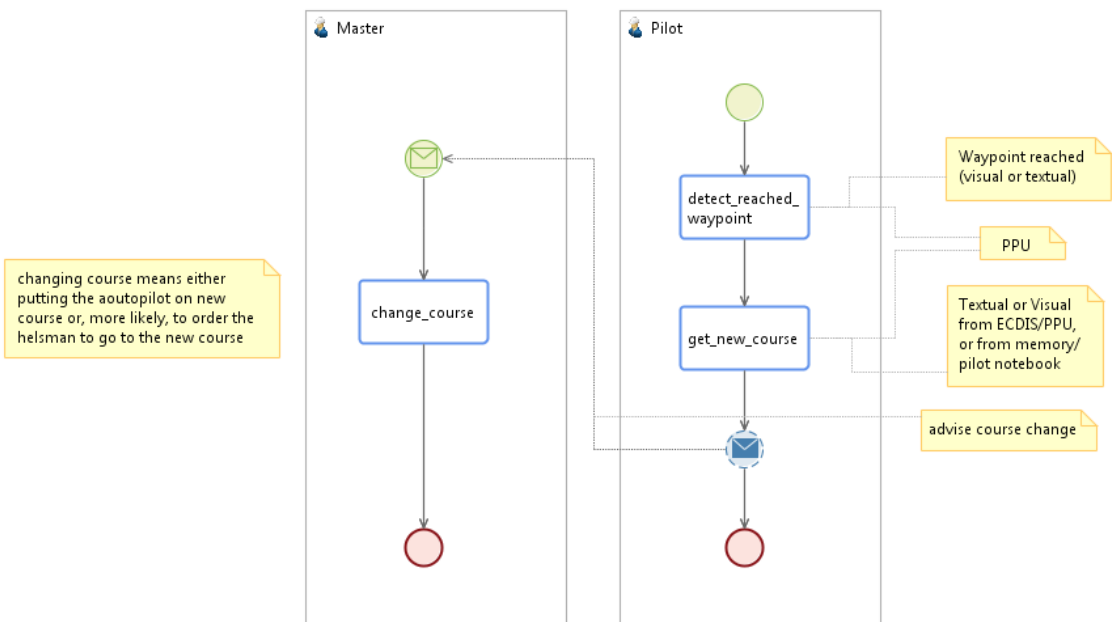 Master
Pilot
Waypoint reached
(visual or textual)
detect_reached_
waypoint
PPU
changing course means either
putting the aoutopilot on new
course or, more likely, to order the
helsman to go to the new course
change_course
get_new_course
Textual or Visual
from ECDIS/PPU,
or from memory/
pilot notebook
advise course change